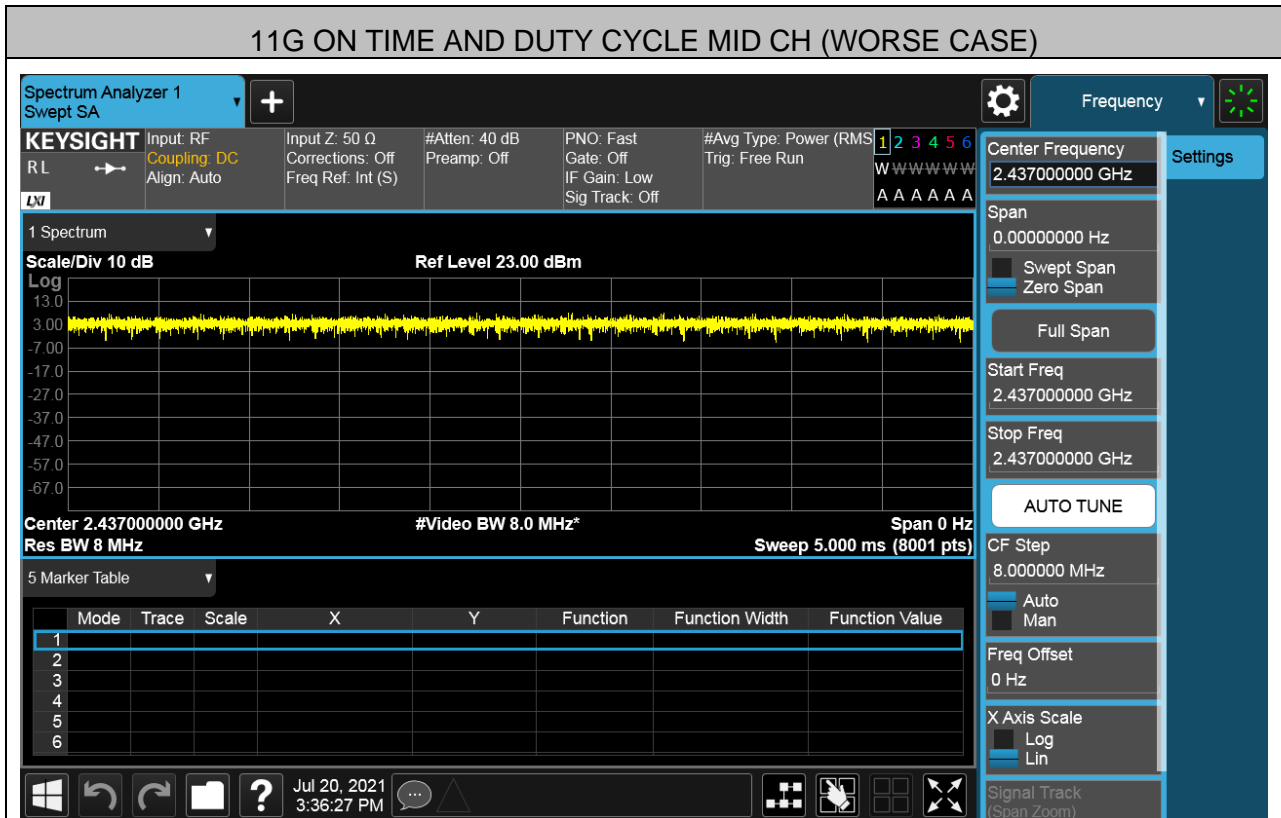 11G ON TIME AND DUTY CYCLE MID CH (WORSE CASE)
Spectrum Analyzer 1
Swept SA
+
Frequency
KEYSIGHT
RL
LXI
Input: RF
Coupling: DC
Align: Auto
Input Z: 50 Ω
Corrections: Off
Freq Ref: Int (S)
#Atten: 40 dB
Preamp: Off
PNO: Fast
Gate: Off
IF Gain: Low
Sig Track: Off
#Avg Type: Power (RMS
Trig: Free Run
1 2 3 4 5 6
W W W W W W
A A A A A A
1 Spectrum
Scale/Div 10 dB
Ref Level 23.00 dBm
Log
13.0
3.00
-7.00
-17.0
-27.0
-37.0
-47.0
-57.0
-67.0
Center 2.437000000 GHz
#Video BW 8.0 MHz*
Span 0 Hz
Res BW 8 MHz
Sweep 5.000 ms (8001 pts)
5 Marker Table
Mode Trace Scale X Y Function Function Width Function Value
1
2
3
4
5
6
?
Jul 20, 2021
3:36:27 PM
Center Frequency
2.437000000 GHz
Settings
Span
0.00000000 Hz
Swept Span
Zero Span
Full Span
Start Freq
2.437000000 GHz
Stop Freq
2.437000000 GHz
AUTO TUNE
CF Step
8.000000 MHz
Auto
Man
Freq Offset
0 Hz
X Axis Scale
Log
Lin
Signal Track
(Span Zoom)